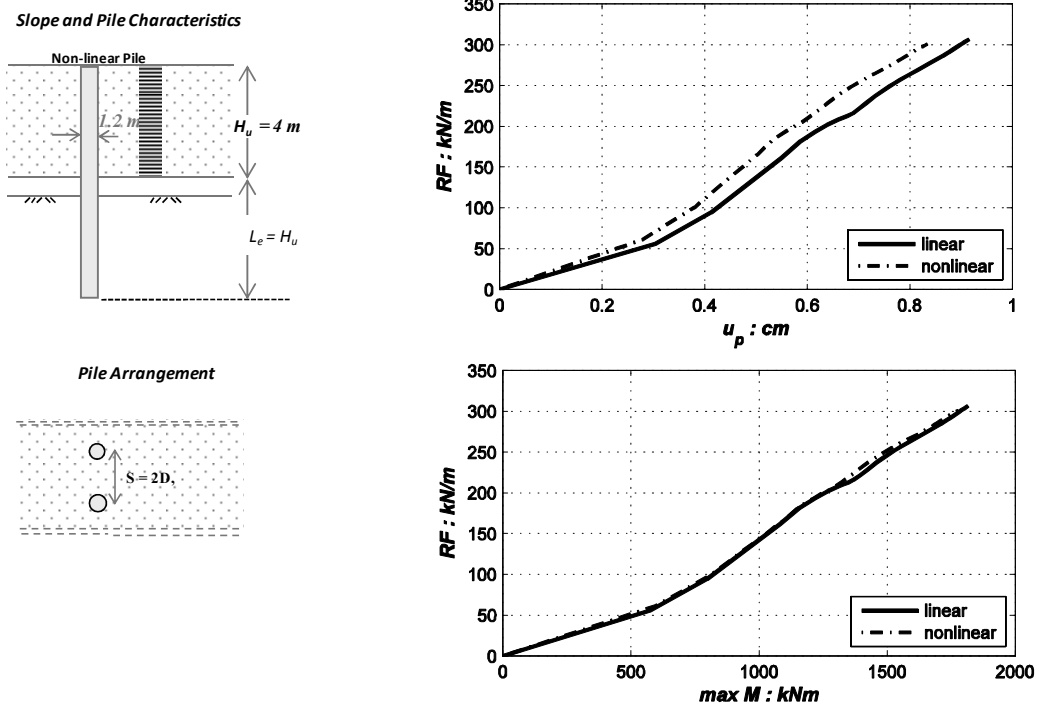 Slope and Pile Characteristics
Non-linear Pile
1.2 m
H_u = 4 m
L_e = H_u
Pile Arrangement
S = 2D,
350
300
250
200
150
100
50
0
RF : kN/m
linear
nonlinear
0 0.2 0.4 0.6 0.8 1
u_p : cm
350
300
250
200
150
100
50
0
RF : kN/m
linear
nonlinear
0 500 1000 1500 2000
max M : kNm